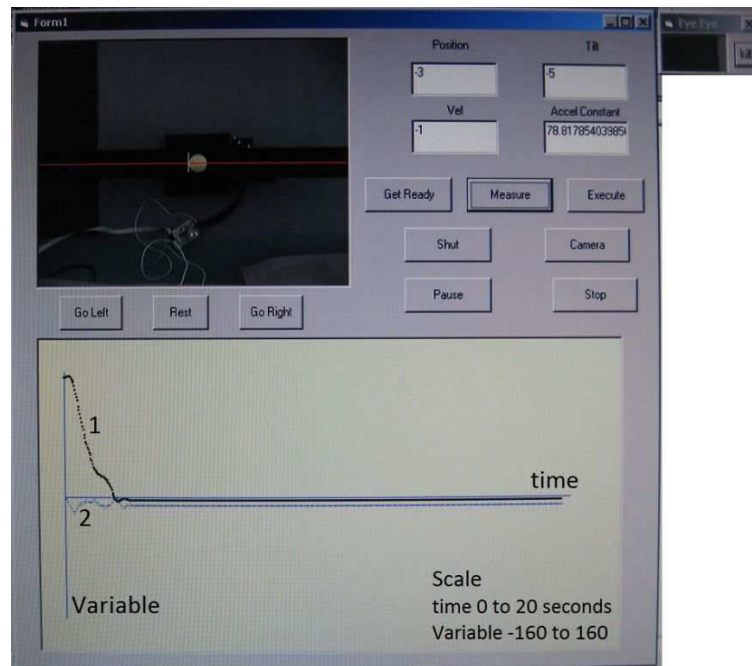 Form1
Eye Eye
kill
Position
Tilt
-3
-5
Vel
Accel Constant
-1
78.81785403985
Get Ready
Measure
Execute
Shut
Camera
Pause
Stop
Go Left
Rest
Go Right
1
time
2
Variable
Scale
time 0 to 20 seconds
Variable -160 to 160